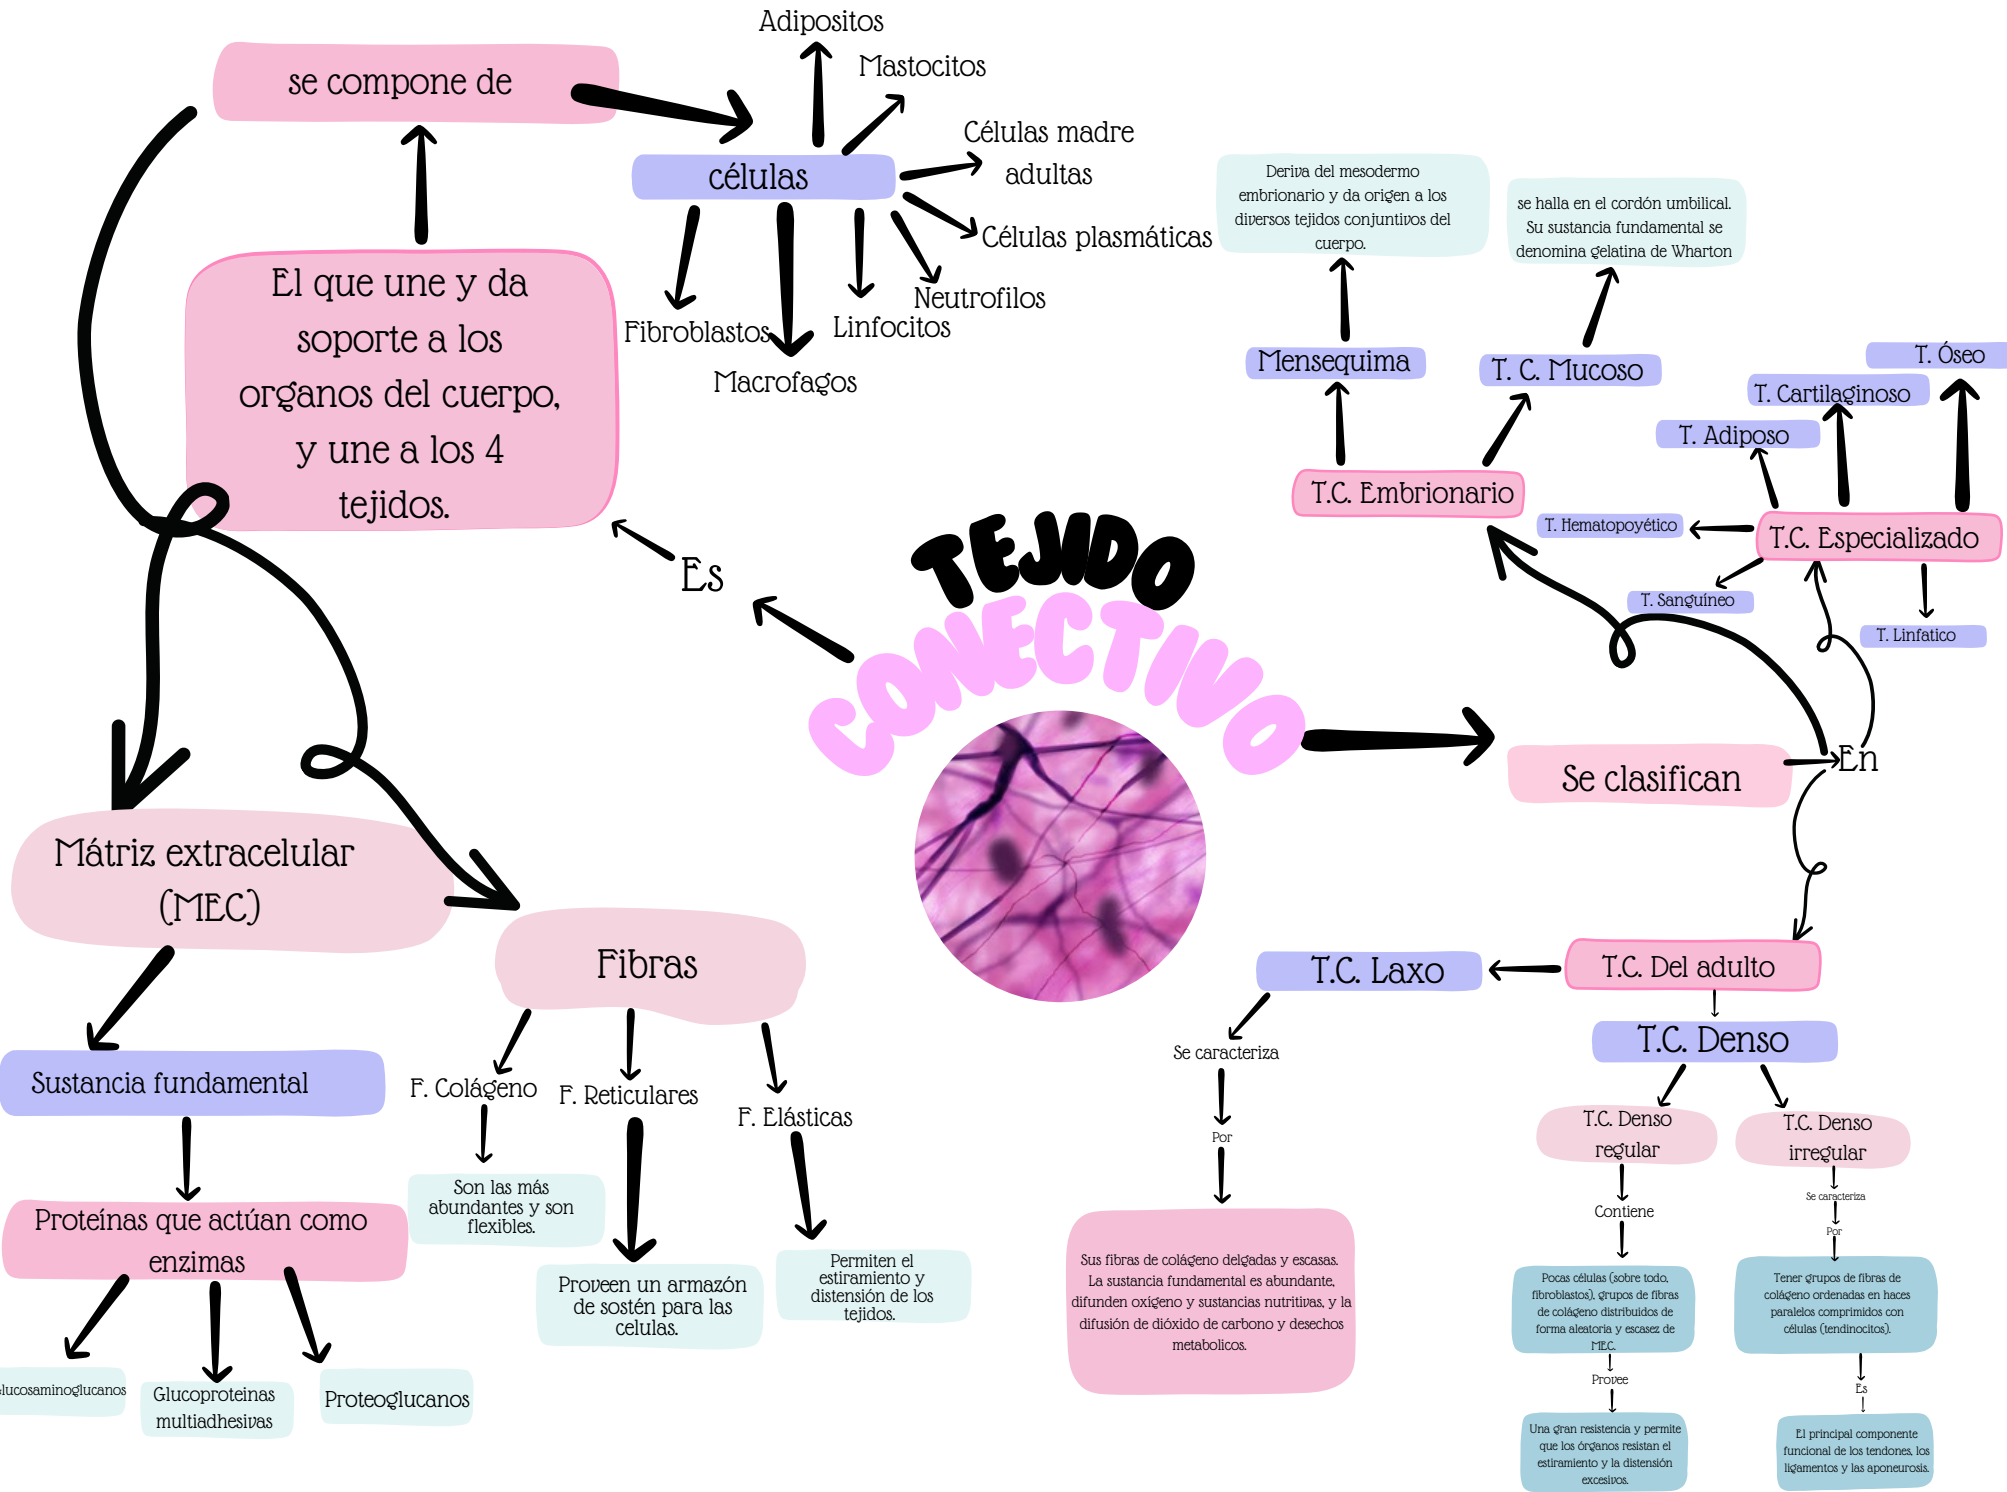 TEJIDO
CONECTIVO
Es
El que une y da
soporte a los
organos del cuerpo,
y une a los 4
tejidos.
se compone de
células
Adipositos
Mastocitos
Células madre
adultas
Células plasmáticas
Neutrofilos
Linfocitos
Macrofagos
Fibroblastos
Mátriz extracelular
(MEC)
Sustancia fundamental
Proteínas que actúan como
enzimas
lucosaminoglucanos
Glucoproteinas
multiadhesivas
Proteoglucanos
Fibras
F. Colágeno
Son las más
abundantes y son
flexibles.
F. Reticulares
Proveen un armazón
de sostén para las
celulas.
F. Elásticas
Permiten el
estiramiento y
distensión de los
tejidos.
Se clasifican
En
T.C. Embrionario
Mensequima
Deriva del mesodermo
embrionario y da origen a los
diversos tejidos conjuntivos del
cuerpo.
T. C. Mucoso
se halla en el cordón umbilical.
Su sustancia fundamental se
denomina gelatina de Wharton
T.C. Especializado
T. Óseo
T. Cartilaginoso
T. Adiposo
T. Hematopoyético
T. Sanguíneo
T. Linfatico
T.C. Del adulto
T.C. Laxo
Se caracteriza
Por
Sus fibras de colágeno delgadas y escasas.
La sustancia fundamental es abundante,
difunden oxígeno y sustancias nutritivas, y la
difusión de dióxido de carbono y desechos
metabolicos.
T.C. Denso
T.C. Denso
regular
Contiene
Pocas células (sobre todo,
fibroblastos), grupos de fibras
de colágeno distribuidos de
forma aleatoria y escasez de
MEC.
Provee
Una gran resistencia y permite
que los órganos resistan el
estiramiento y la distensión
excesivos.
T.C. Denso
irregular
Se caracteriza
Por
Tener grupos de fibras de
colágeno ordenadas en haces
paralelos comprimidos con
células (tendinocitos).
Es
El principal componente
funcional de los tendones, los
ligamentos y las aponeurosis.